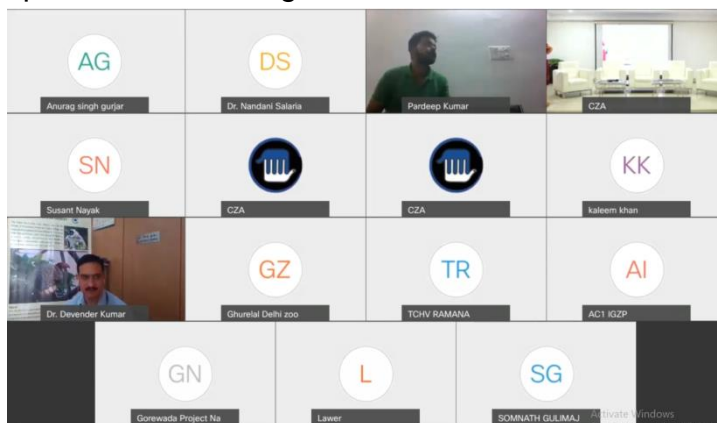 AG
Anurag singh gurjar
DS
Dr. Nandani Salaria
Pardeep Kumar
CZA
SN
Susant Nayak
CZA
CZA
KK
kaleem khan
Dr. Devender Kumar
GZ
Ghurelal Delhi zoo
TR
TCHV RAMANA
AI
AC1 IGZP
GN
Gorewada Project Na
L
Lawer
SG
SOMNATH GULIMAJ
Activate Windows